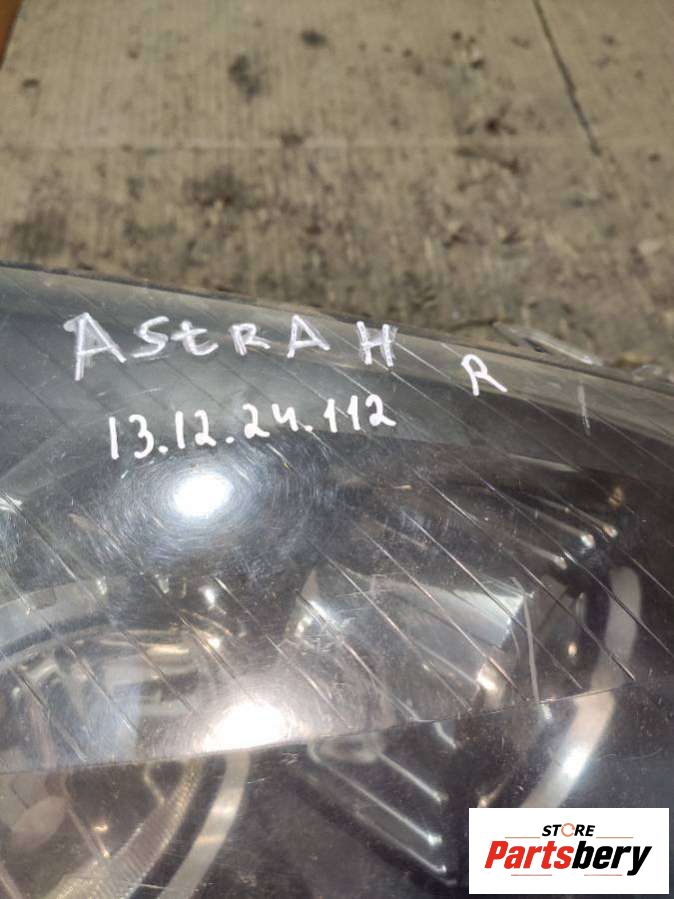 ASTRA H R
13.12.24.112
STORE
Partsbery